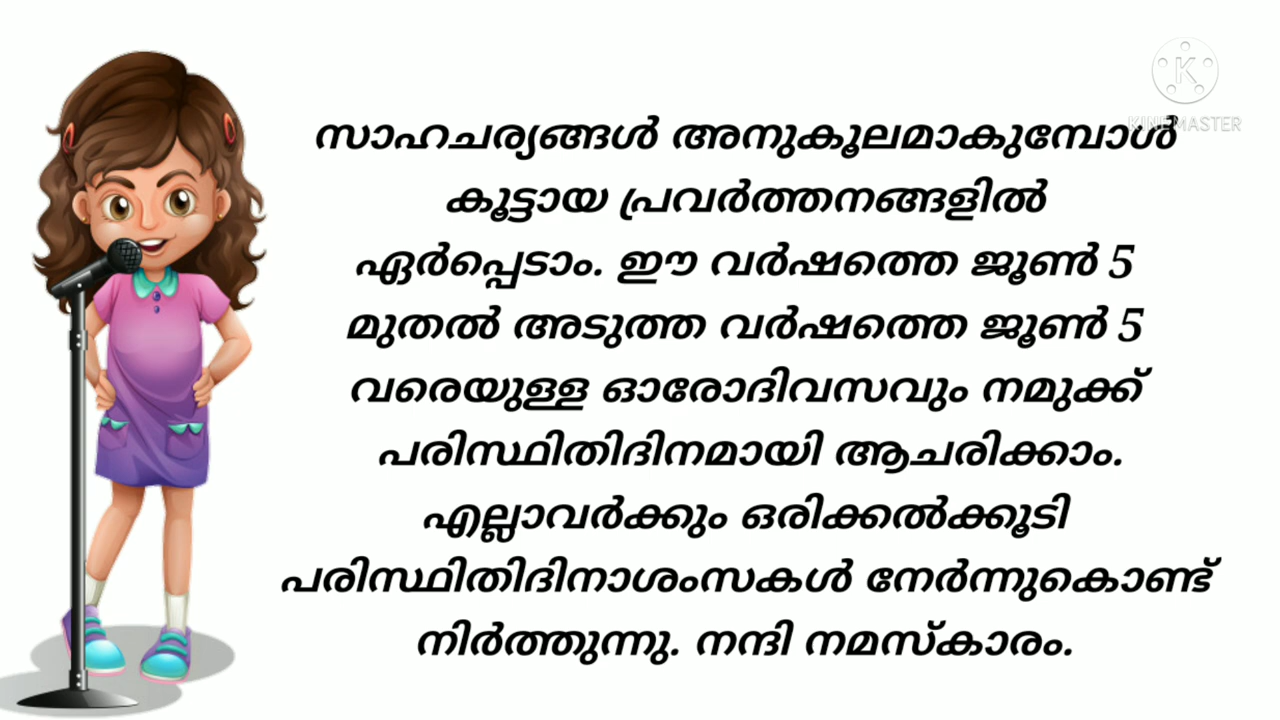 KINEMASTER
സാഹചര്യങ്ങൾ അനുകൂലമാകുമ്പോൾ
കൂട്ടായ പ്രവർത്തനങ്ങളിൽ
ഏർപ്പെടാം. ഈ വർഷത്തെ ജൂൺ 5
മുതൽ അടുത്ത വർഷത്തെ ജൂൺ 5
വരെയുള്ള ഓരോദിവസവും നമുക്ക്
പരിസ്ഥിതിദിനമായി ആചരിക്കാം.
എല്ലാവർക്കും ഒരിക്കൽക്കൂടി
പരിസ്ഥിതിദിനാശംസകൾ നേർന്നുകൊണ്ട്
നിർത്തുന്നു. നന്ദി നമസ്കാരം.